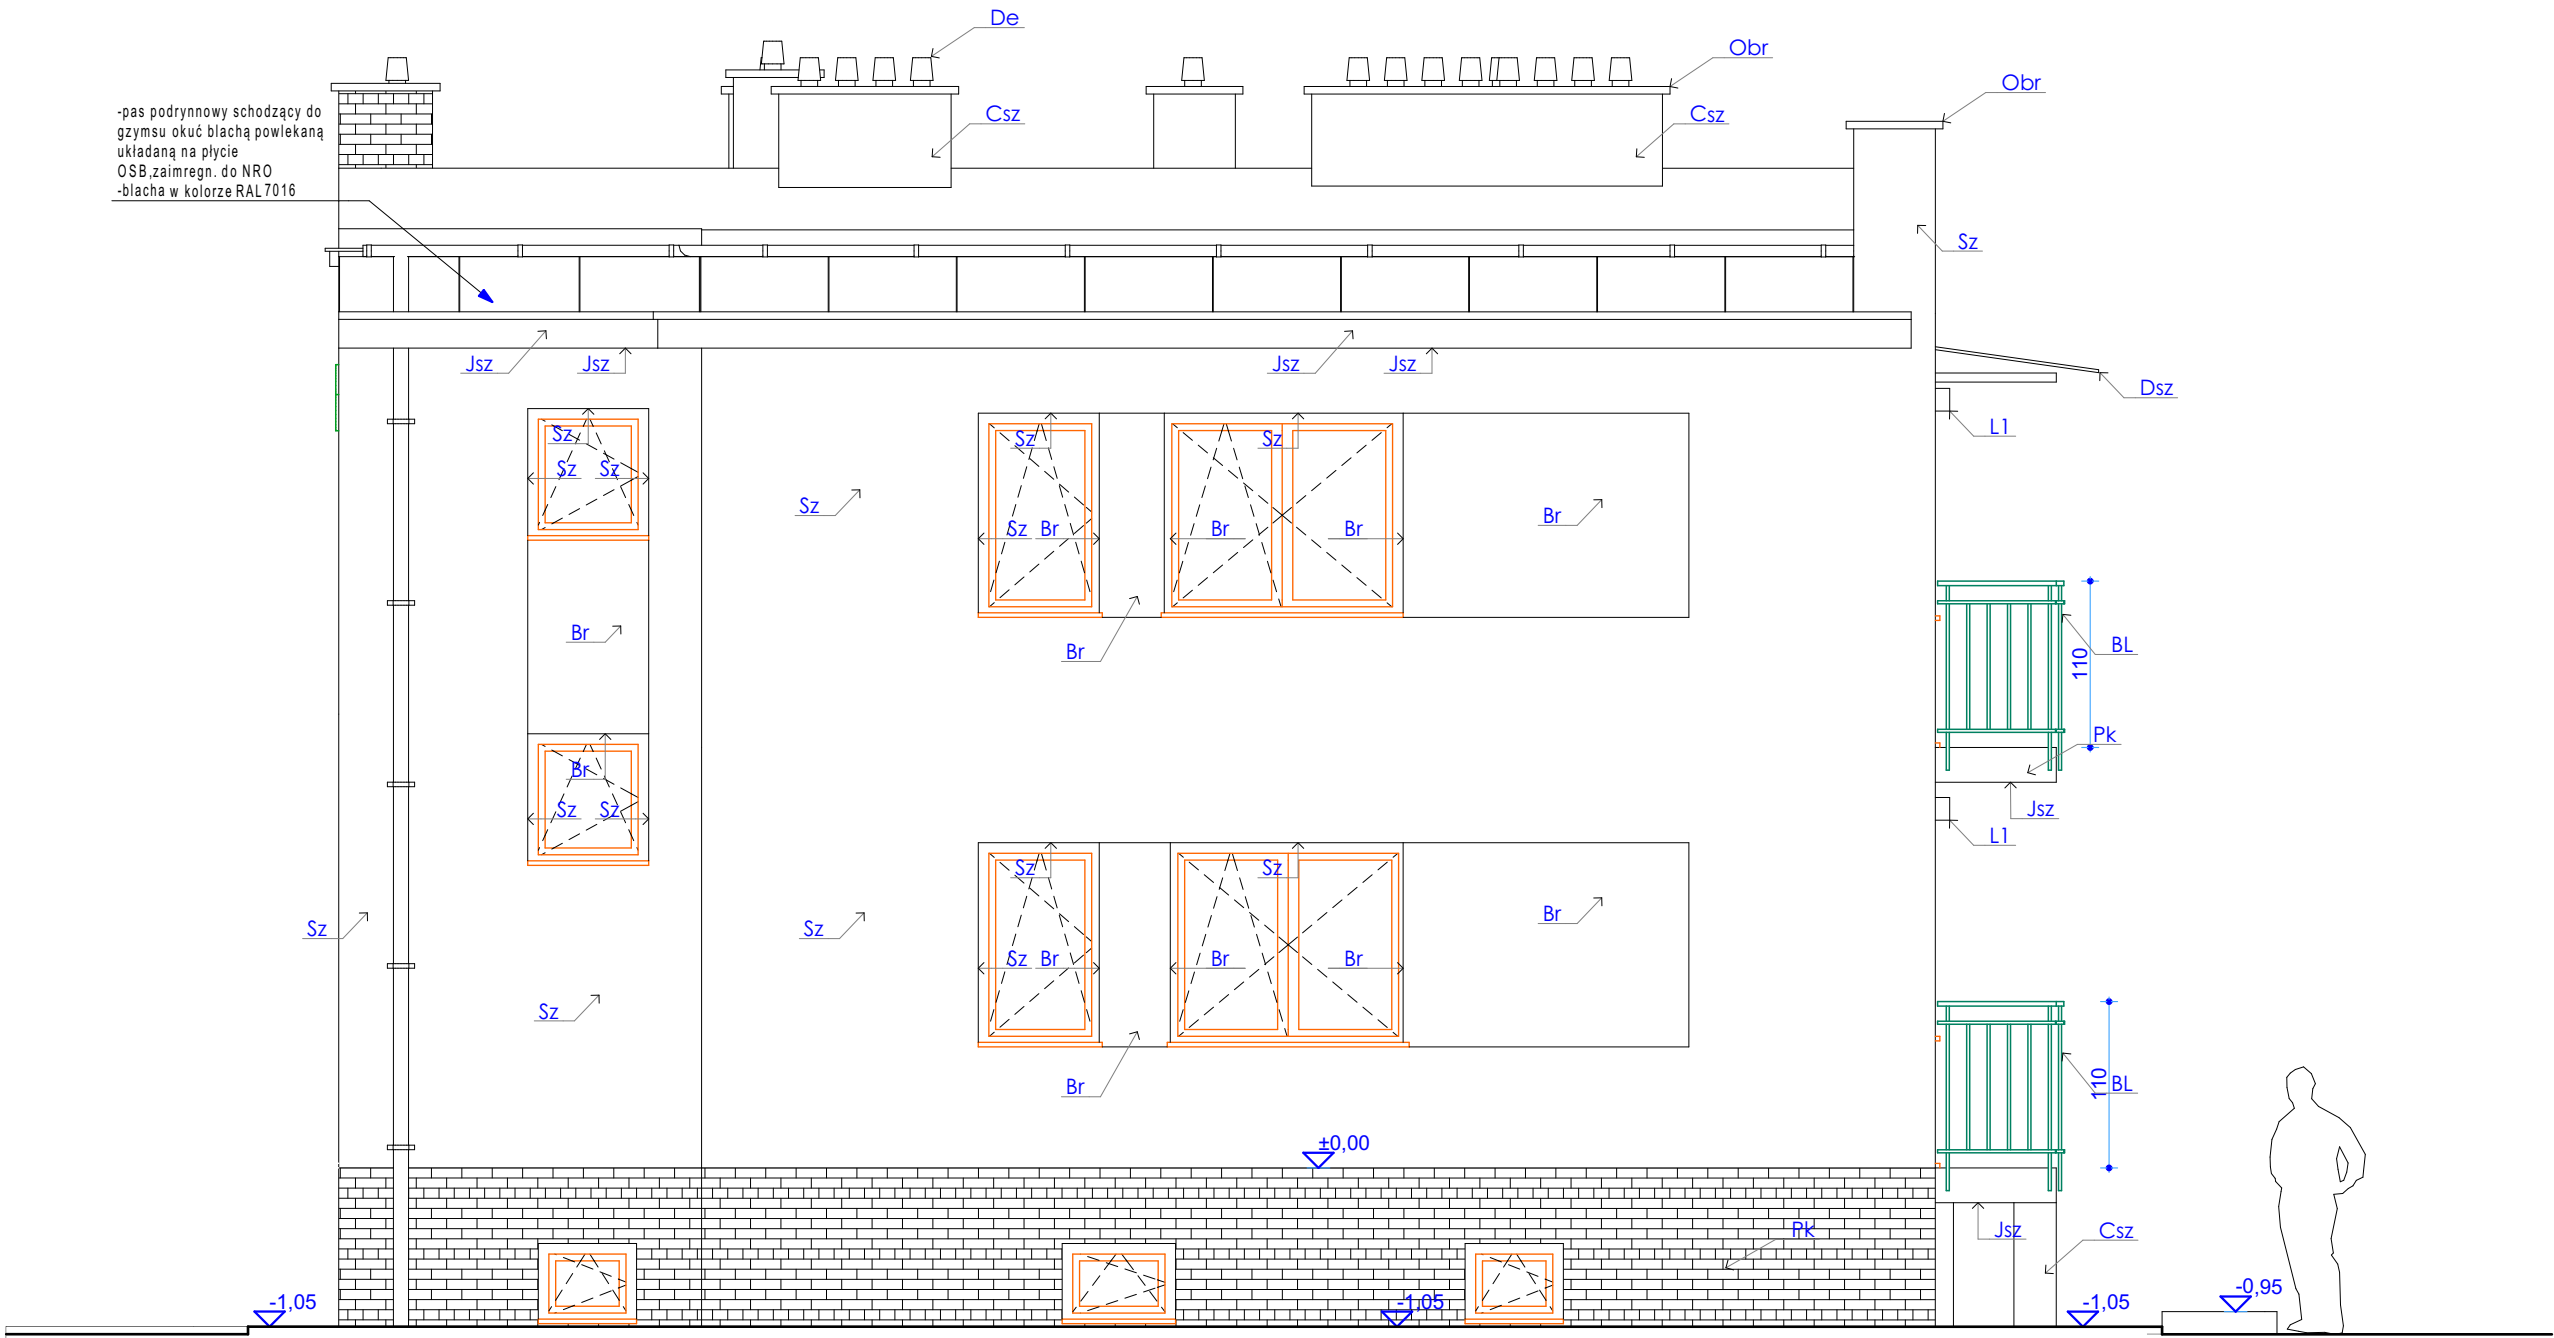 De
Obr
Obr
-pas podrynnowy schodzący do
gzymsu okuć blachą powlekaną
układaną na płycie
OSB,zaimregn. do NRO
-blacha w kolorze RAL7016
Csz
Csz
Sz
Jsz
Jsz
Jsz
Jsz
Dsz
L1
Sz
Sz
Sz
Sz
Sz
Sz
Sz
Br
Sz
Br
Br
Br
Br
Br
BL
110
Pk
Br
Sz
Sz
Jsz
L1
Sz
Sz
Br
Sz
Sz
Sz
Br
Br
Br
Sz
Br
BL
110
±0,00
Pk
Jsz
Csz
-1,05
-1,05
-1,05
-0,95